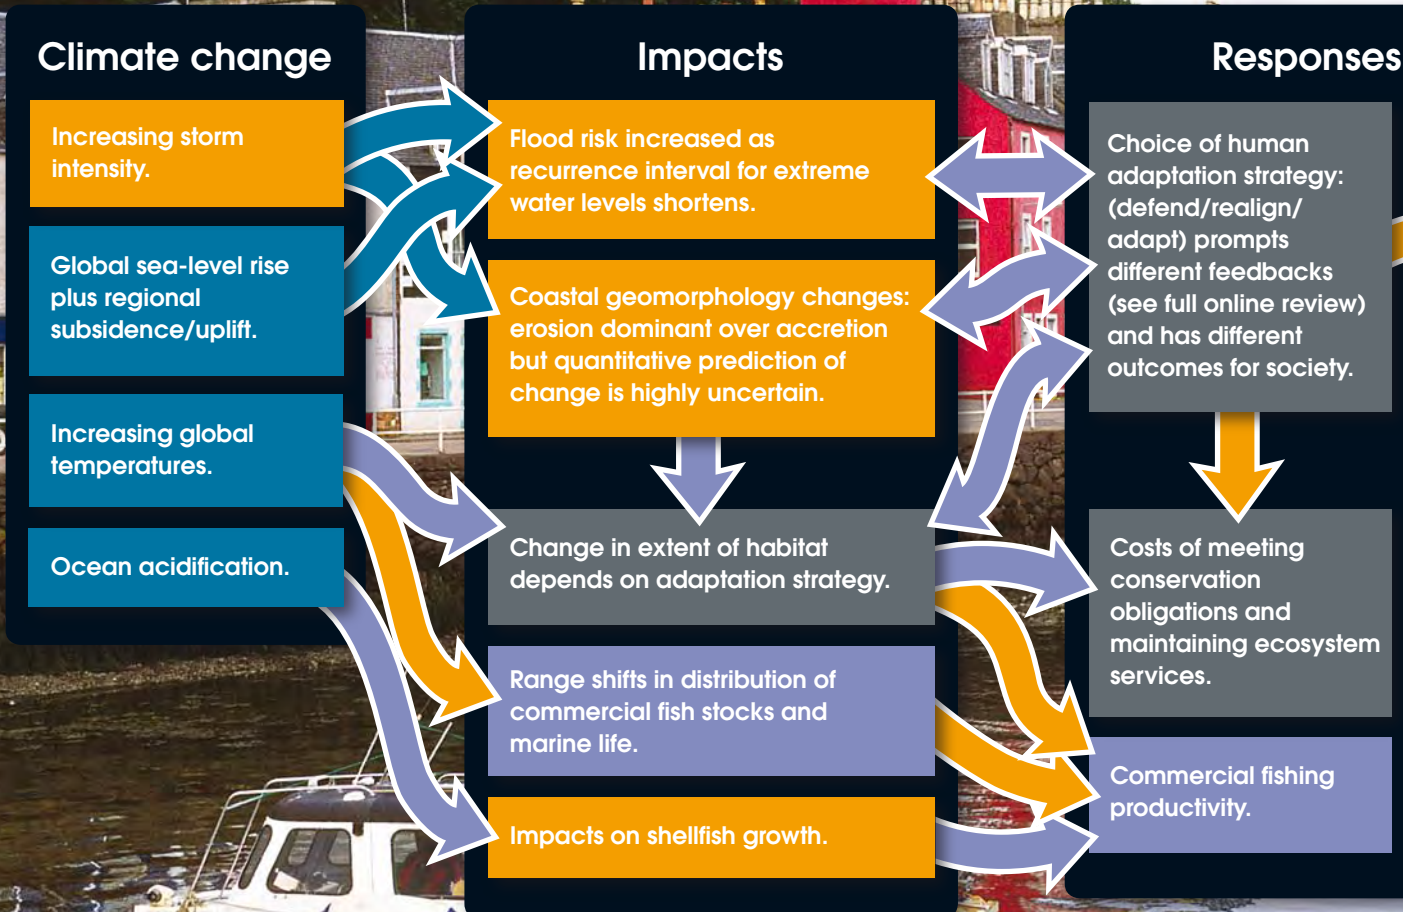 Climate change
Increasing storm
intensity.
Global sea-level rise
plus regional
subsidence/uplift.
Increasing global
temperatures.
Ocean acidification.
Impacts
Flood risk increased as
recurrence interval for extreme
water levels shortens.
Coastal geomorphology changes:
erosion dominant over accretion
but quantitative prediction of
change is highly uncertain.
Change in extent of habitat
depends on adaptation strategy.
Range shifts in distribution of
commercial fish stocks and
marine life.
Impacts on shellfish growth.
Responses
Choice of human
adaptation strategy:
(defend/realign/
adapt) prompts
different feedbacks
(see full online review)
and has different
outcomes for society.
Costs of meeting
conservation
obligations and
maintaining ecosystem
services.
Commercial fishing
productivity.